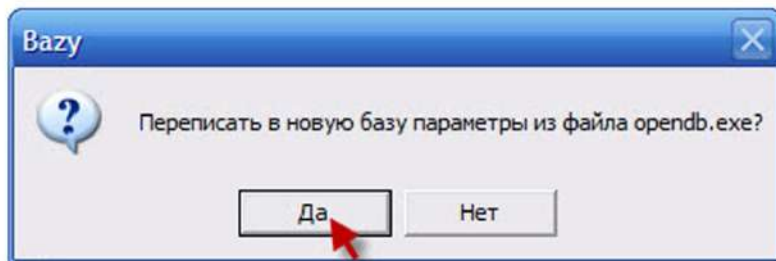 Bazy
Переписать в новую базу параметры из файла opendb.exe?
Да
Нет